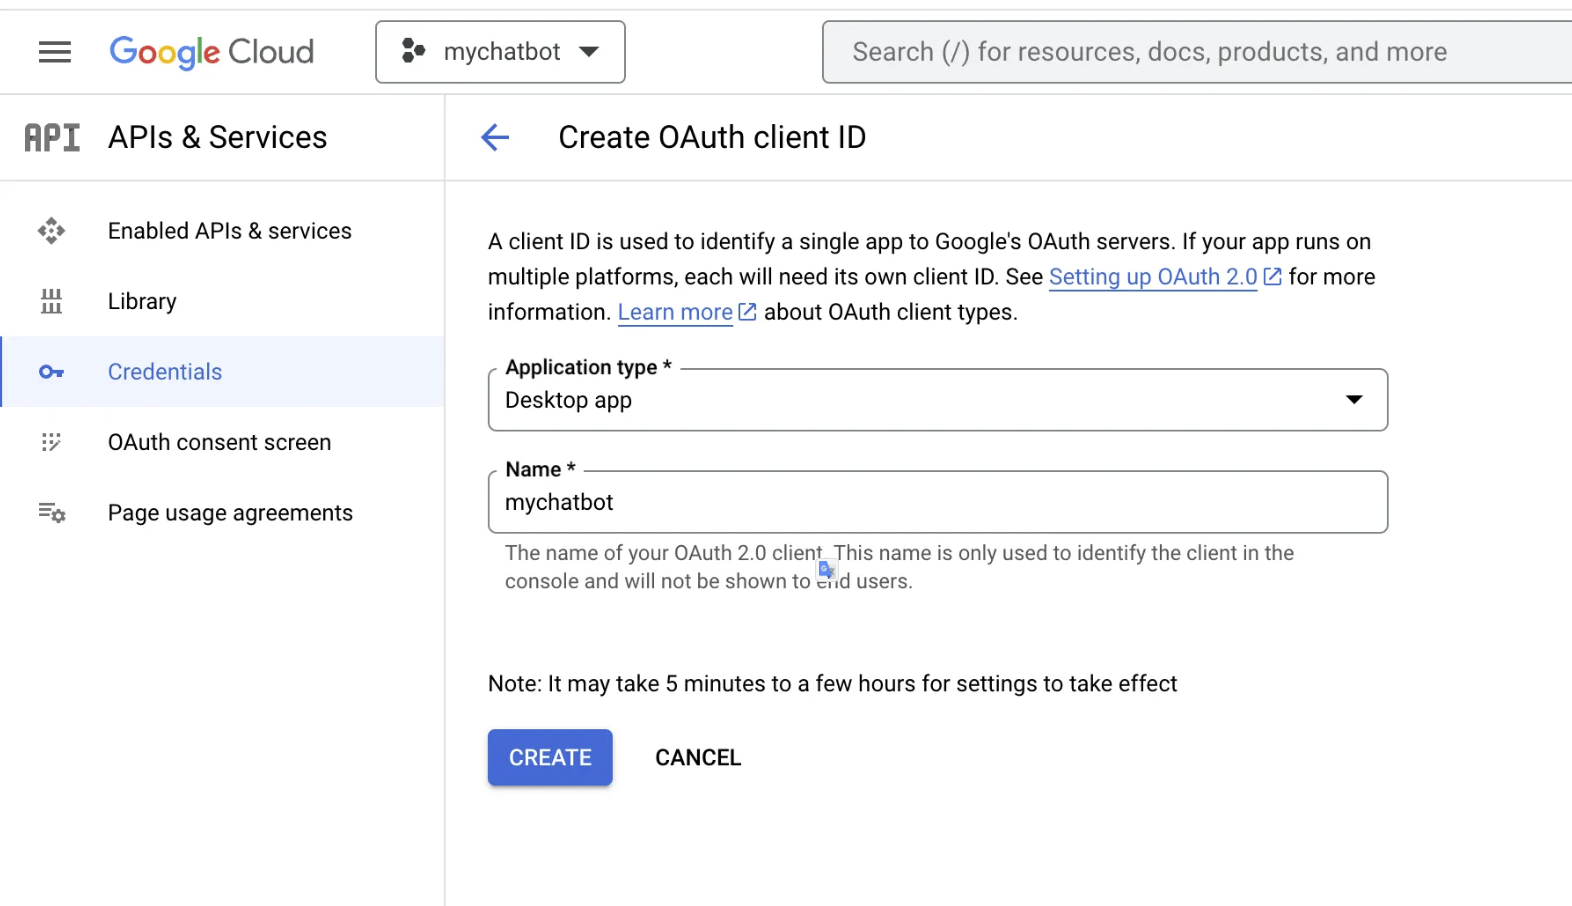 Google Cloud
mychatbot
Search (/) for resources, docs, products, and more
API APIs & Services
Create OAuth client ID
Enabled APIs & services
Library
Credentials
OAuth consent screen
Page usage agreements
A client ID is used to identify a single app to Google's OAuth servers. If your app runs on
multiple platforms, each will need its own client ID. See Setting up OAuth 2.0 for more
information. Learn more about OAuth client types.
Application type *
Desktop app
Name *
mychatbot
The name of your OAuth 2.0 client. This name is only used to identify the client in the
console and will not be shown to end users.
Note: It may take 5 minutes to a few hours for settings to take effect
CREATE
CANCEL